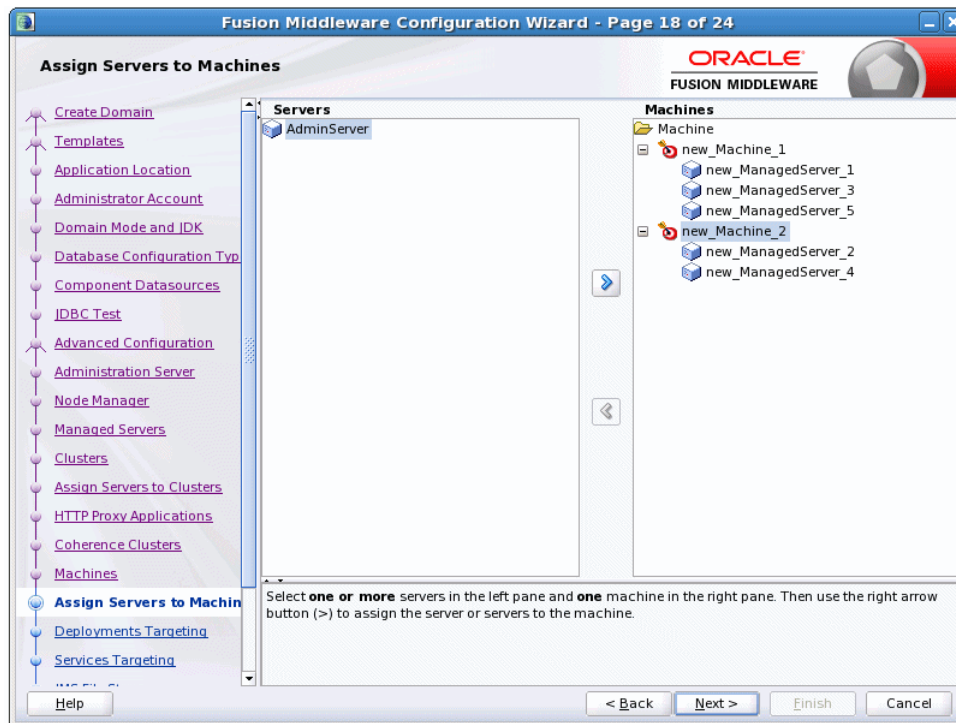 Fusion Middleware Configuration Wizard - Page 18 of 24
Assign Servers to Machines
ORACLE
FUSION MIDDLEWARE
Create Domain
Templates
Application Location
Administrator Account
Domain Mode and JDK
Database Configuration Typ
Component Datasources
JDBC Test
Advanced Configuration
Administration Server
Node Manager
Managed Servers
Clusters
Assign Servers to Clusters
HTTP Proxy Applications
Coherence Clusters
Machines
Assign Servers to Machin
Deployments Targeting
Services Targeting
Servers
AdminServer
Machines
Machine
new_Machine_1
new_ManagedServer_1
new_ManagedServer_3
new_ManagedServer_5
new_Machine_2
new_ManagedServer_2
new_ManagedServer_4
Select one or more servers in the left pane and one machine in the right pane. Then use the right arrow
button (>) to assign the server or servers to the machine.
Help
< Back
Next >
Finish
Cancel